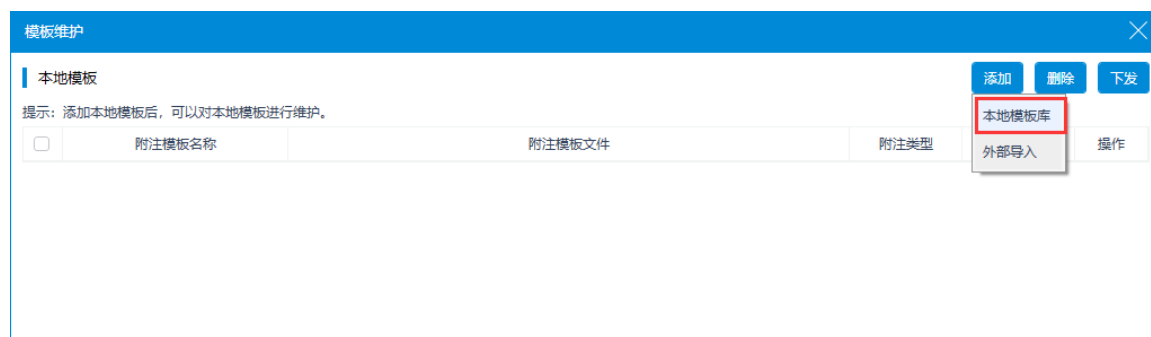 模板维护
本地模板
添加 删除 下发
提示：添加本地模板后，可以对本地模板进行维护。
本地模板库
附注模板名称 附注模板文件 附注类型 操作
外部导入